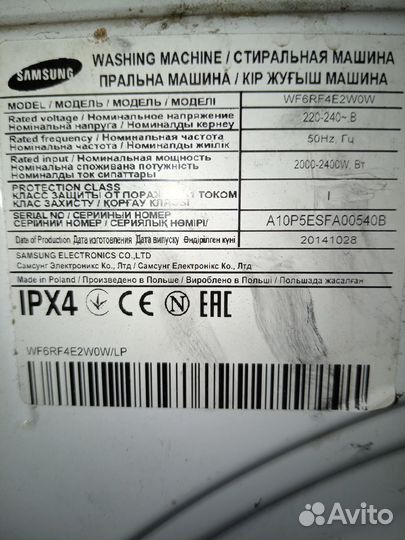 SAMSUNG
WASHING MACHINE / СТИРАЛЬНАЯ МАШИНА
ПРАЛЬНА МАШИНА / КІР ЖУҒЫШ МАШИНА
MODEL / МОДЕЛЬ / МОДЕЛЬ / МОДЕЛІ WF6RF4E2W0W
Rated voltage / Номинальное напряжение
Номінальна напруга / Номиналды кернеу
220-240~ В
Rated frequency / Номинальная частота
Номінальна частота / Номиналды жиілік
50Hz, Гц
Rated input / Номинальная мощность
Номінальна споживана потужність
Номиналды ток сипаттары
2000-2400W, Вт
PROTECTION CLASS
КЛАСС ЗАЩИТЫ ОТ ПОРАЖ ТОКОМ
КЛАС ЗАХИСТУ / ҚОРҒАУ КЛАСЫ
I
SERIAL NO / СЕРИЙНЫЙ НОМЕР
СЕРІЙНИЙ НОМЕР / СЕРИЯЛЫҚ НӨМІРІ/
A10P5ESFA00540B
Date of Production Дата изготовления Дата випуску Өндірілген күні 20141028
SAMSUNG ELECTRONICS CO.,LTD
Самсунг Электроникс Ко., Лтд / Самсунг Електронікс Ко., Лтд
Made in Poland / Произведено в Польше / Вироблено в Польщі / Польшада жасалған
IPX4 CE EAC
WF6RF4E2W0W/LP
Avito